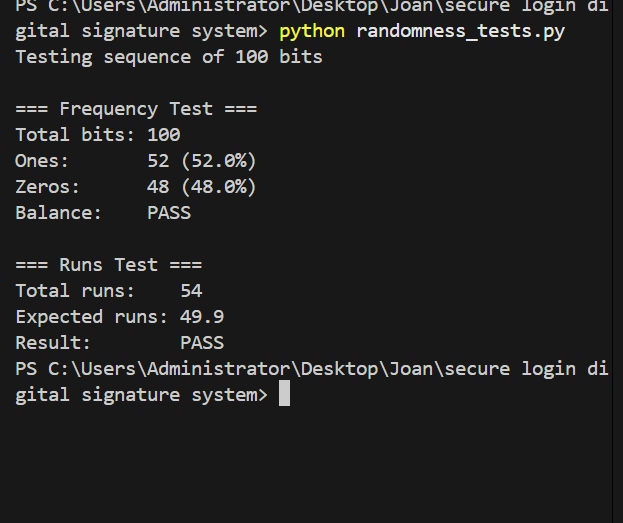 PS C:\Users\Administrator\Desktop\Joan\secure login di
gital signature system> python randomness_tests.py
Testing sequence of 100 bits
=== Frequency Test ===
Total bits: 100
Ones:       52 (52.0%)
Zeros:      48 (48.0%)
Balance:    PASS
=== Runs Test ===
Total runs:    54
Expected runs: 49.9
Result:        PASS
PS C:\Users\Administrator\Desktop\Joan\secure login di
gital signature system>